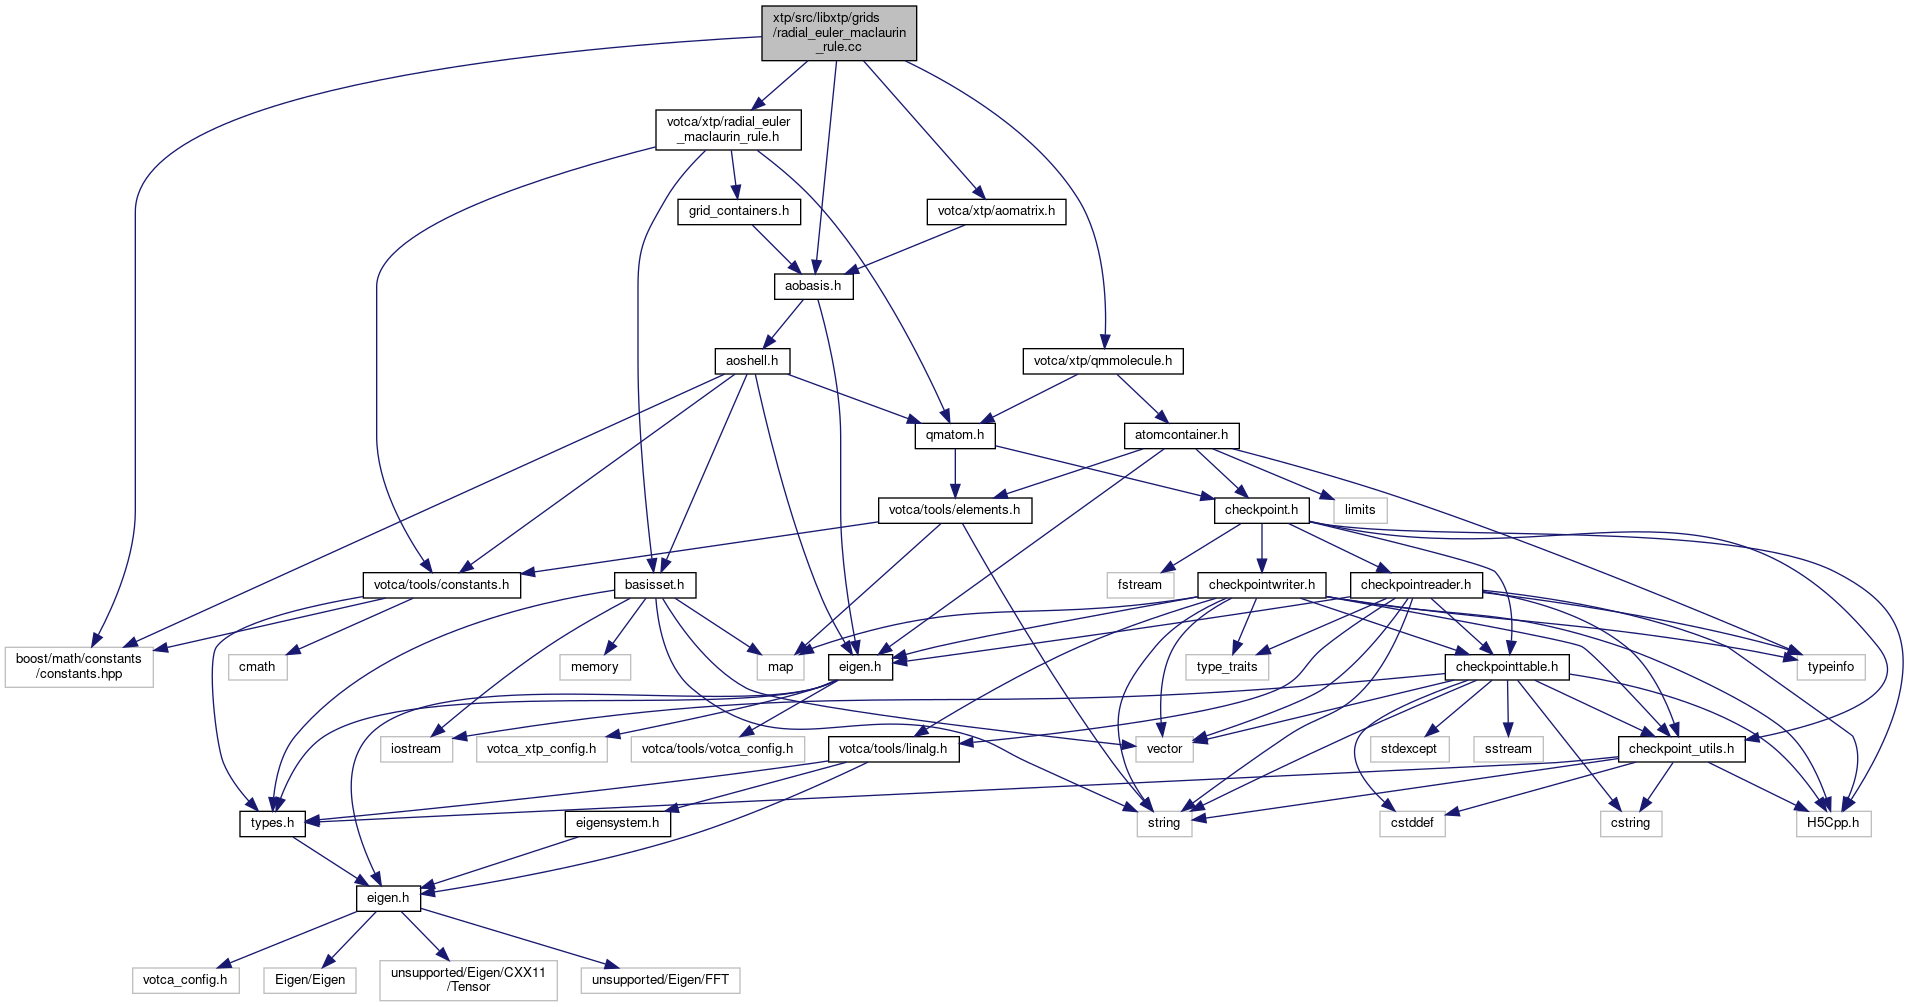 xtp/src/libxtp/grids
/radial_euler_maclaurin
_rule.cc
votca/xtp/radial_euler
_maclaurin_rule.h
grid_containers.h
votca/xtp/aomatrix.h
aobasis.h
aoshell.h
votca/xtp/qmmolecule.h
qmatom.h
atomcontainer.h
votca/tools/elements.h
checkpoint.h
limits
votca/tools/constants.h
basisset.h
fstream
checkpointwriter.h
checkpointreader.h
boost/math/constants
/constants.hpp
cmath
memory
map
eigen.h
type_traits
checkpointtable.h
typeinfo
iostream
votca_xtp_config.h
votca/tools/votca_config.h
votca/tools/linalg.h
vector
stdexcept
sstream
checkpoint_utils.h
types.h
eigensystem.h
string
cstddef
cstring
H5Cpp.h
eigen.h
votca_config.h
Eigen/Eigen
unsupported/Eigen/CXX11
/Tensor
unsupported/Eigen/FFT